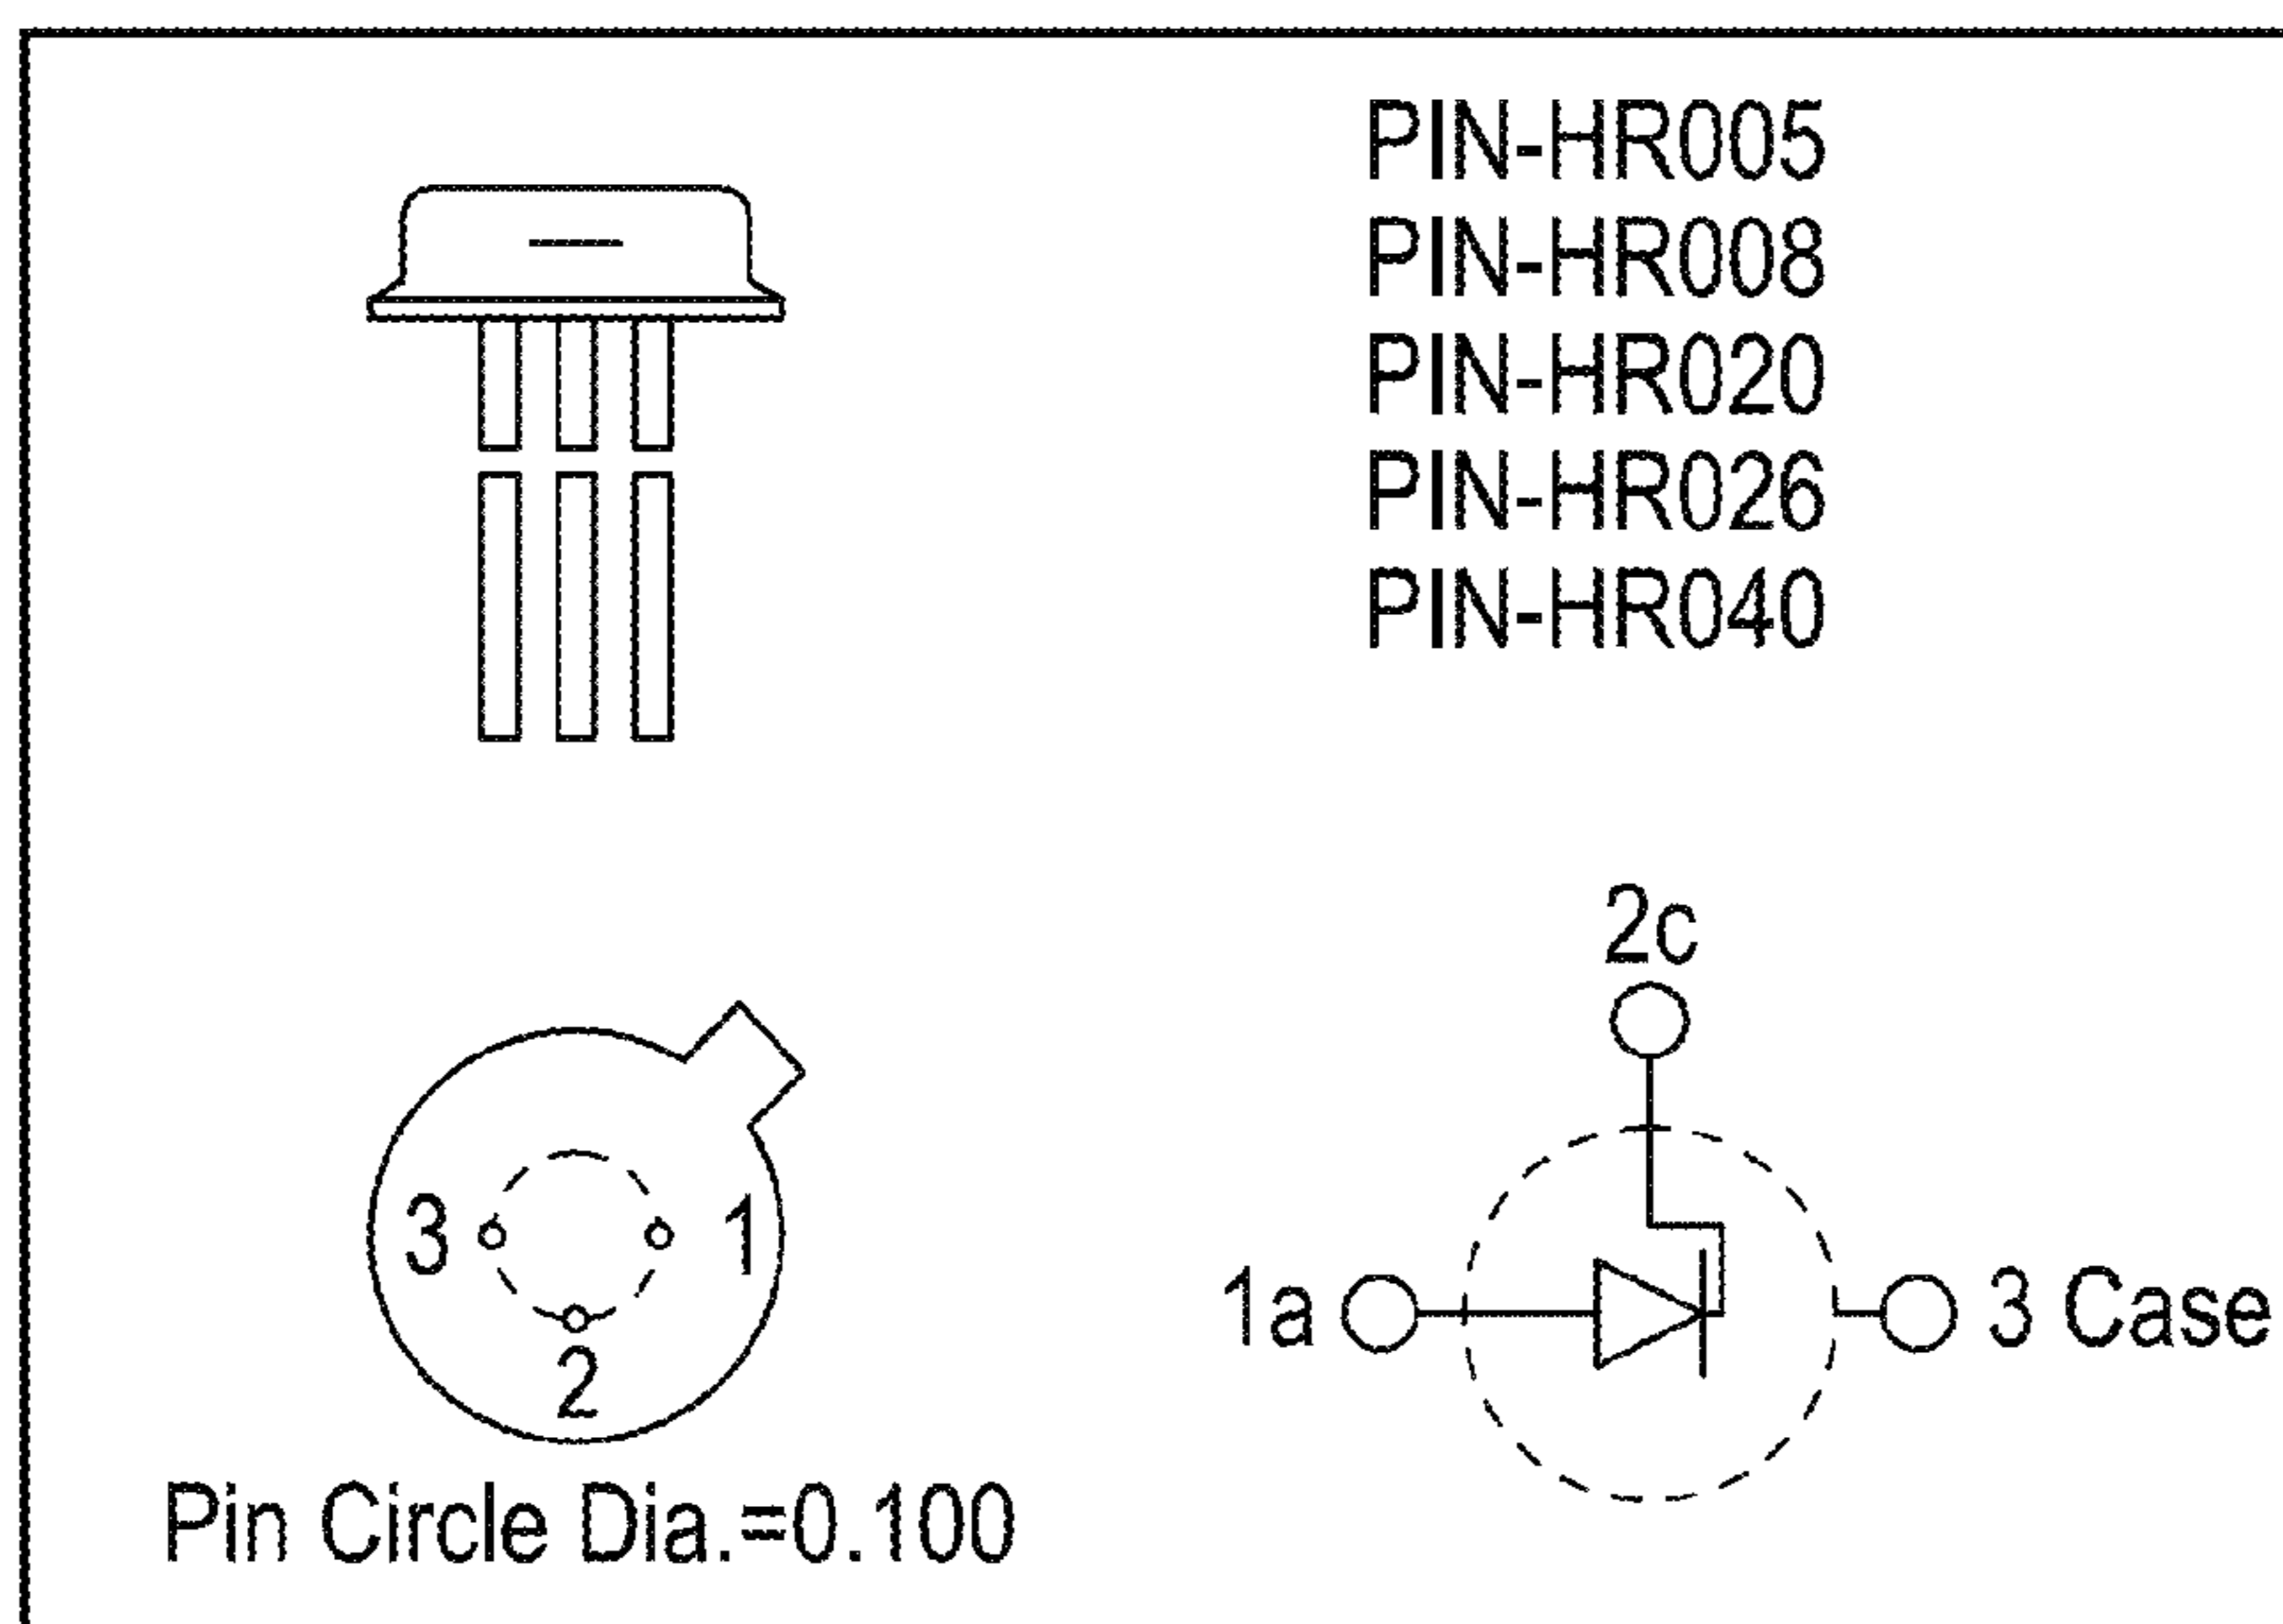 PIN-HR005
PIN-HR008
PIN-HR020
PIN-HR026
PIN-HR040
2c
3 1
2
1a 3 Case
Pin Circle Dia.=0.100